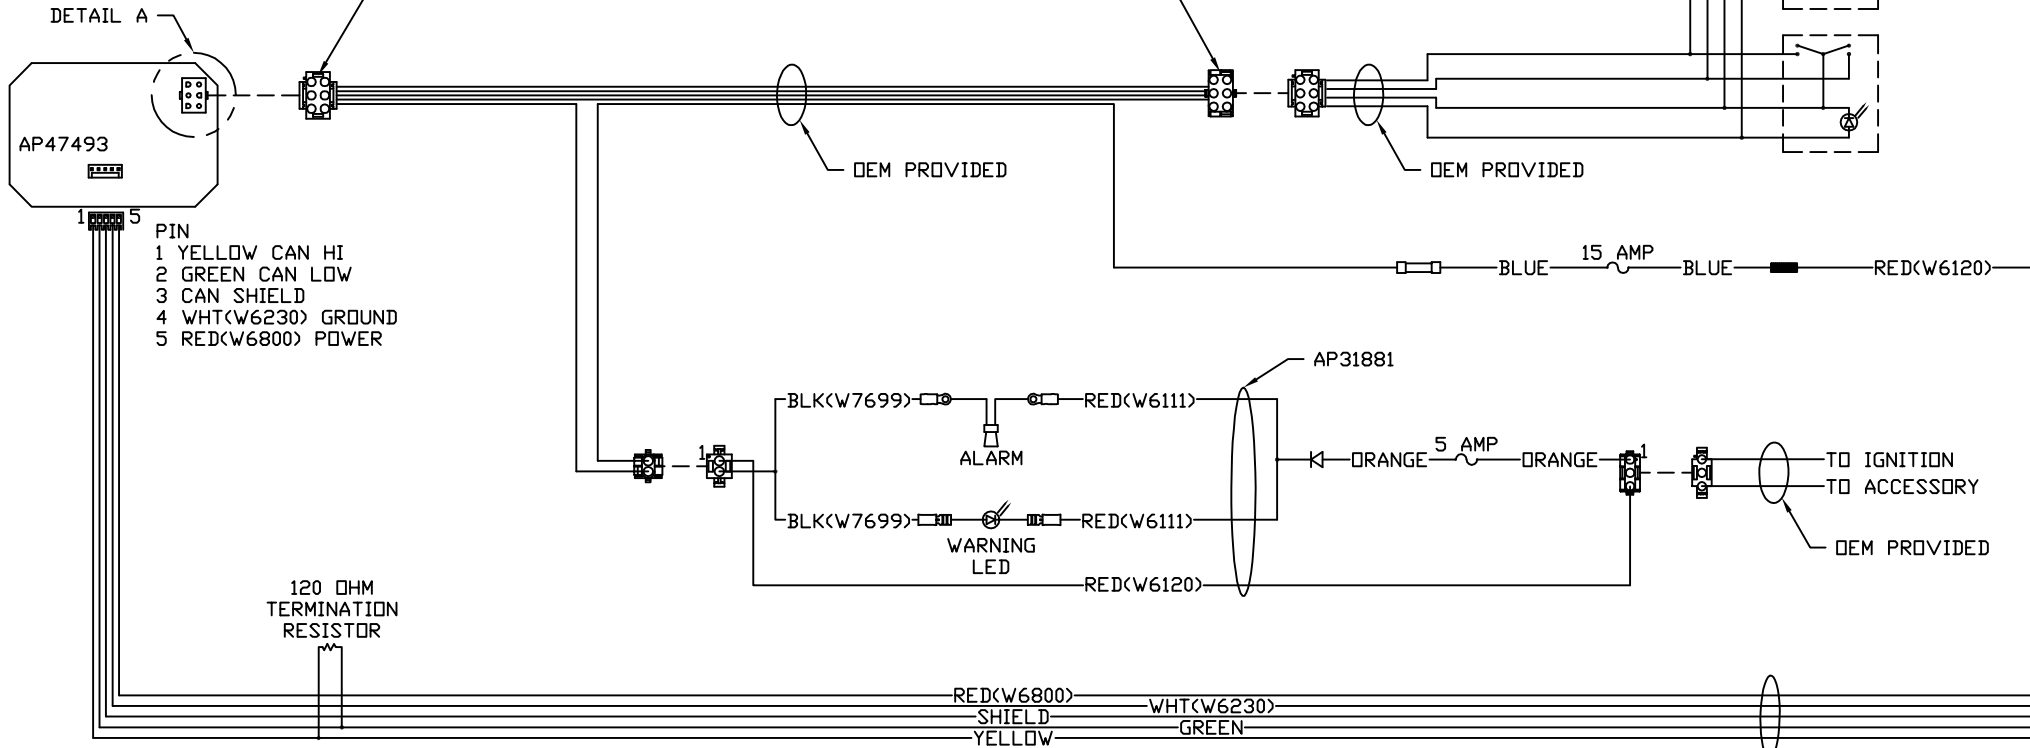 DETAIL A
AP47493
1 5
PIN
1 YELLOW CAN HI
2 GREEN CAN LOW
3 CAN SHIELD
4 WHT(W6230) GROUND
5 RED(W6800) POWER
OEM PROVIDED
OEM PROVIDED
BLUE
15 AMP
BLUE
RED(W6120)
AP31881
1
BLK(W7699)
ALARM
RED(W6111)
BLK(W7699)
WARNING
LED
RED(W6111)
ORANGE
5 AMP
ORANGE
1
TO IGNITION
TO ACCESSORY
OEM PROVIDED
RED(W6120)
120 OHM
TERMINATION
RESISTOR
RED(W6800)
WHT(W6230)
SHIELD
GREEN
YELLOW